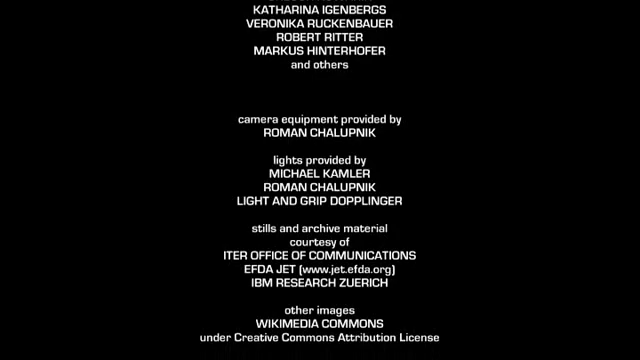 KATHARINA IGENBERGS
VERONIKA RUCKENBAUER
ROBERT RITTER
MARKUS HINTERHOFER
and others
camera equipment provided by
ROMAN CHALUPNIK
lights provided by
MICHAEL KAMLER
ROMAN CHALUPNIK
LIGHT AND GRIP DOPPLINGER
stills and archive material
courtesy of
ITER OFFICE OF COMMUNICATIONS
EFDA JET (www.jet.efda.org)
IBM RESEARCH ZUERICH
other images
WIKIMEDIA COMMONS
under Creative Commons Attribution License